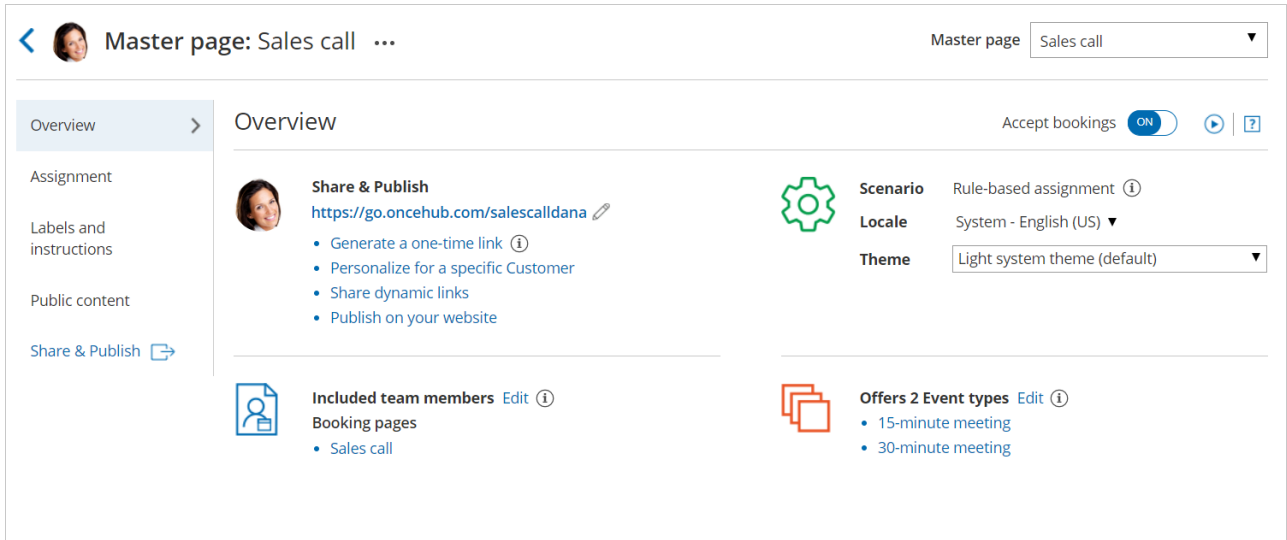 Master page: Sales call ...
Master page Sales call
Overview
Assignment
Labels and
instructions
Public content
Share & Publish
Overview
Accept bookings ON
?
Share & Publish
https://go.oncehub.com/salescalldana
• Generate a one-time link i
• Personalize for a specific Customer
• Share dynamic links
• Publish on your website
Scenario Rule-based assignment i
Locale System - English (US)
Theme Light system theme (default)
Included team members Edit i
Booking pages
• Sales call
Offers 2 Event types Edit i
• 15-minute meeting
• 30-minute meeting